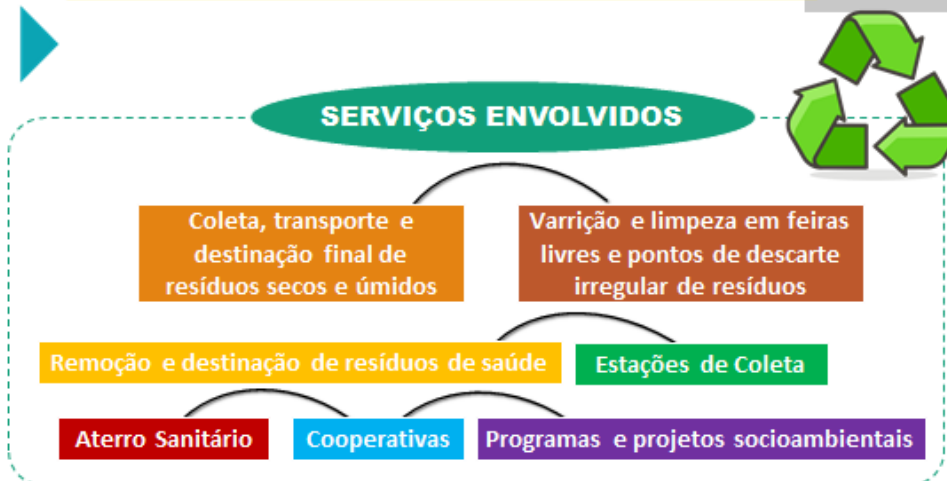 SERVIÇOS ENVOLVIDOS
Coleta, transporte e
destinação final de
resíduos secos e úmidos
Varrição e limpeza em feiras
livres e pontos de descarte
irregular de resíduos
Remoção e destinação de resíduos de saúde
Estações de Coleta
Aterro Sanitário
Cooperativas
Programas e projetos socioambientais